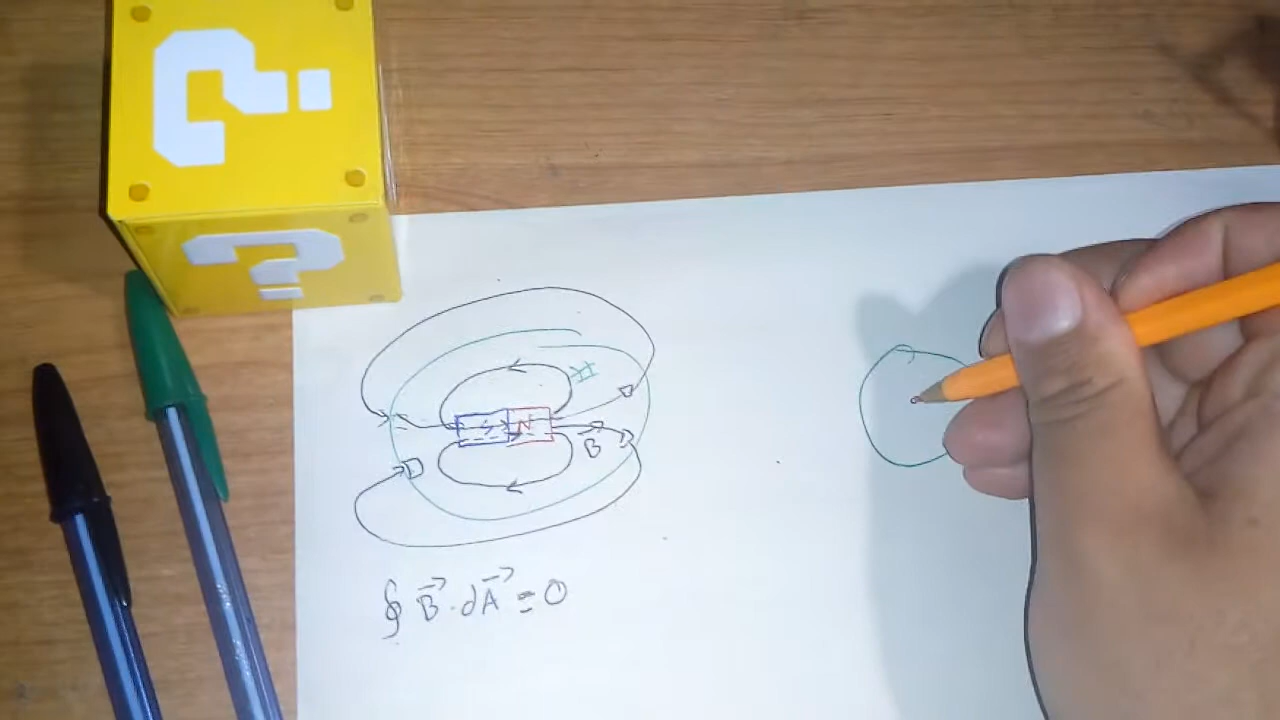 ?
?
S N
B⃗
∮ B⃗ · dA⃗ = 0